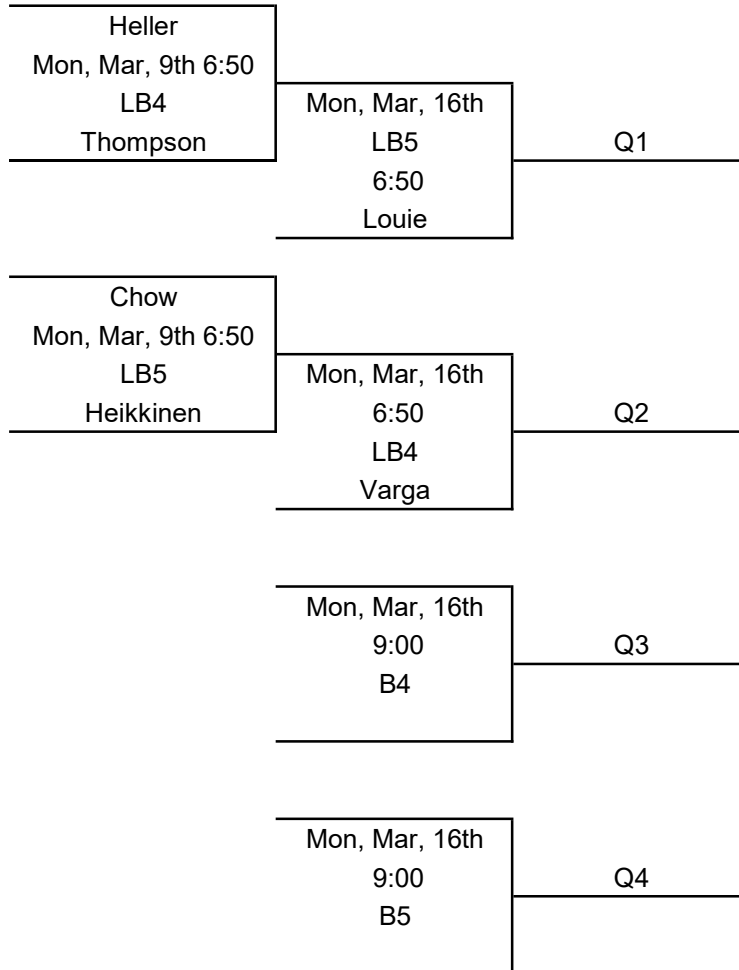 Heller
Mon, Mar, 9th 6:50
LB4
Thompson
Mon, Mar, 16th
LB5
6:50
Louie
Q1
Chow
Mon, Mar, 9th 6:50
LB5
Heikkinen
Mon, Mar, 16th
6:50
LB4
Varga
Q2
Mon, Mar, 16th
9:00
B4
Q3
Mon, Mar, 16th
9:00
B5
Q4